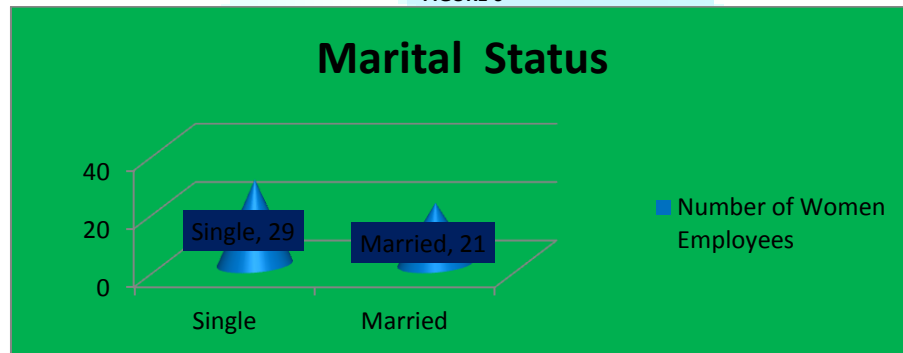 Marital Status
40
20
0
Single, 29
Married, 21
Single
Married
Number of Women
Employees